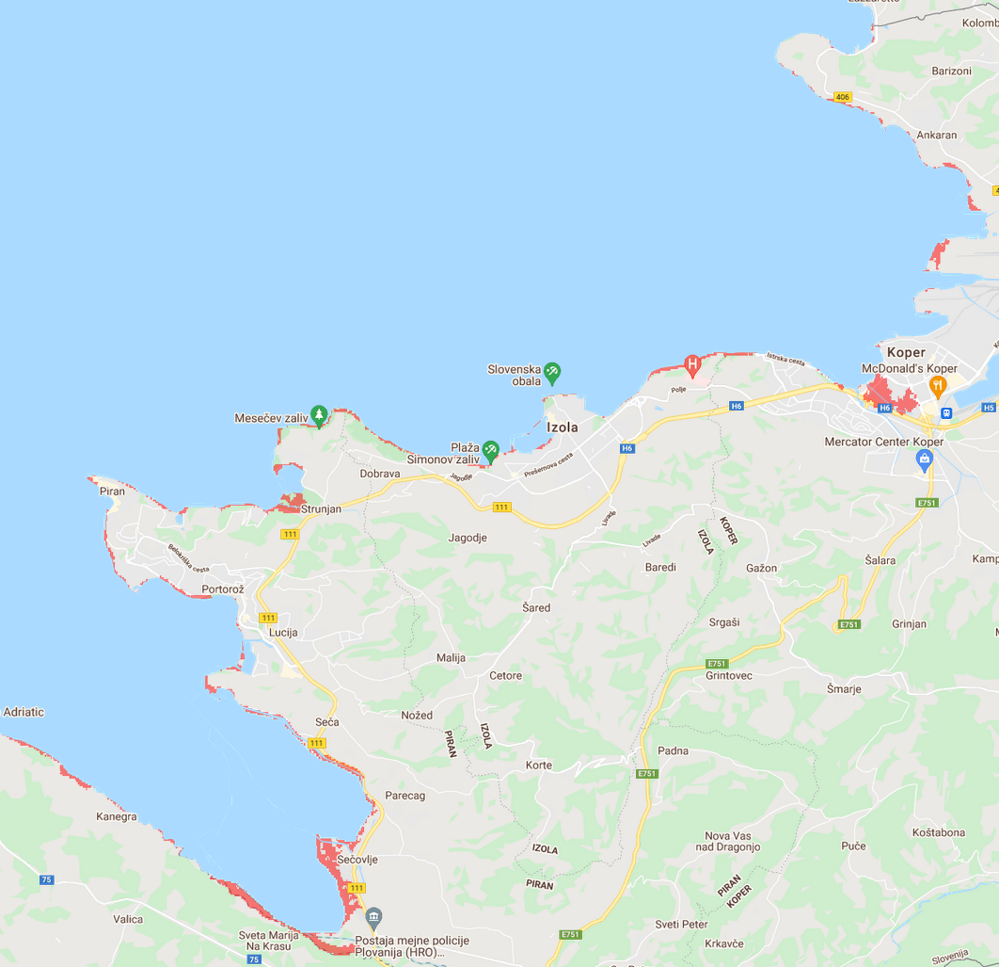 Kolomb
Barizoni
406
Ankaran
4
Koper
McDonald's Koper
Istrska cesta
Slovenska
obala
H
Polje
H6
H6
H5
Mesečev zaliv
Izola
Plaža
Simonov zaliv
H6
Mercator Center Koper
Dobrava
Jagodje
Prešernova cesta
Piran
Strunjan
111
E751
111
Livade
KOPER
IZOLA
Jagodje
Livade
Belokriška cesta
Baredi
Gažon
Šalara
Kamp
Portorož
Šared
111
Srgaši
E751
Grinjan
Lucija
Malija
E751
Cetore
Grintovec
Šmarje
Adriatic
Nožed
Seča
PIRAN
IZOLA
111
Padna
Korte
E751
Parecag
Kanegra
Nova Vas
nad Dragonjo
Koštabona
Puče
IZOLA
Sečovlje
75
111
PIRAN
PIRAN
KOPER
Valica
Sveti Peter
Sveta Marija
Na Krasu
E751
Postaja mejne policije
Plovanija (HRO)...
Krkavče
75
Slovenija